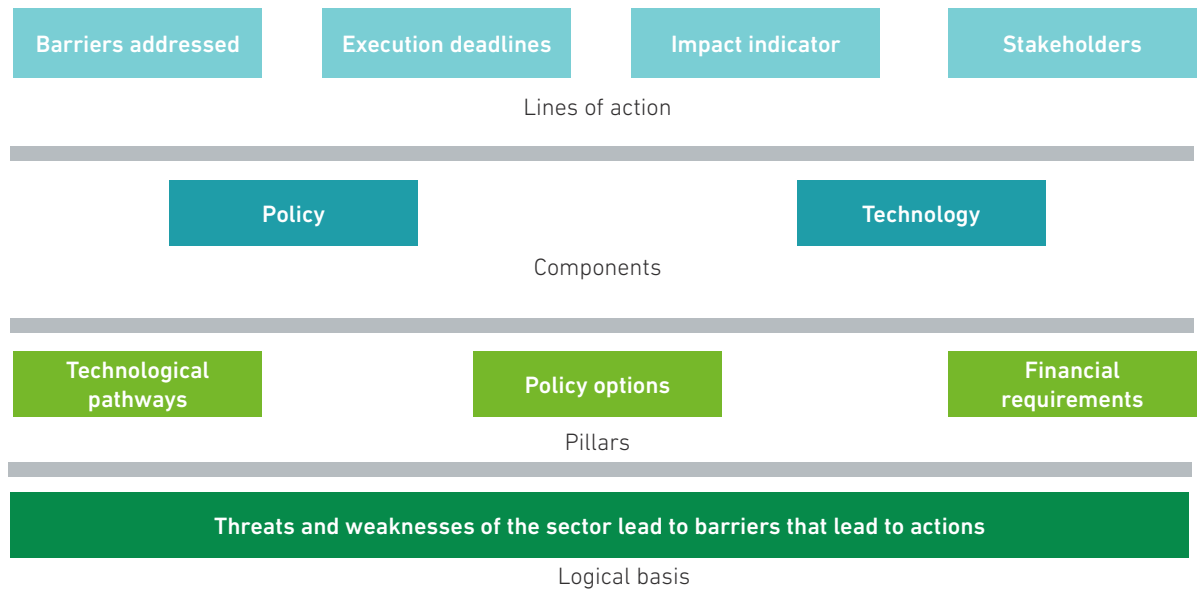 Barriers addressed
Execution deadlines
Impact indicator
Stakeholders
Lines of action
Policy
Technology
Components
Technological
pathways
Policy options
Financial
requirements
Pillars
Threats and weaknesses of the sector lead to barriers that lead to actions
Logical basis